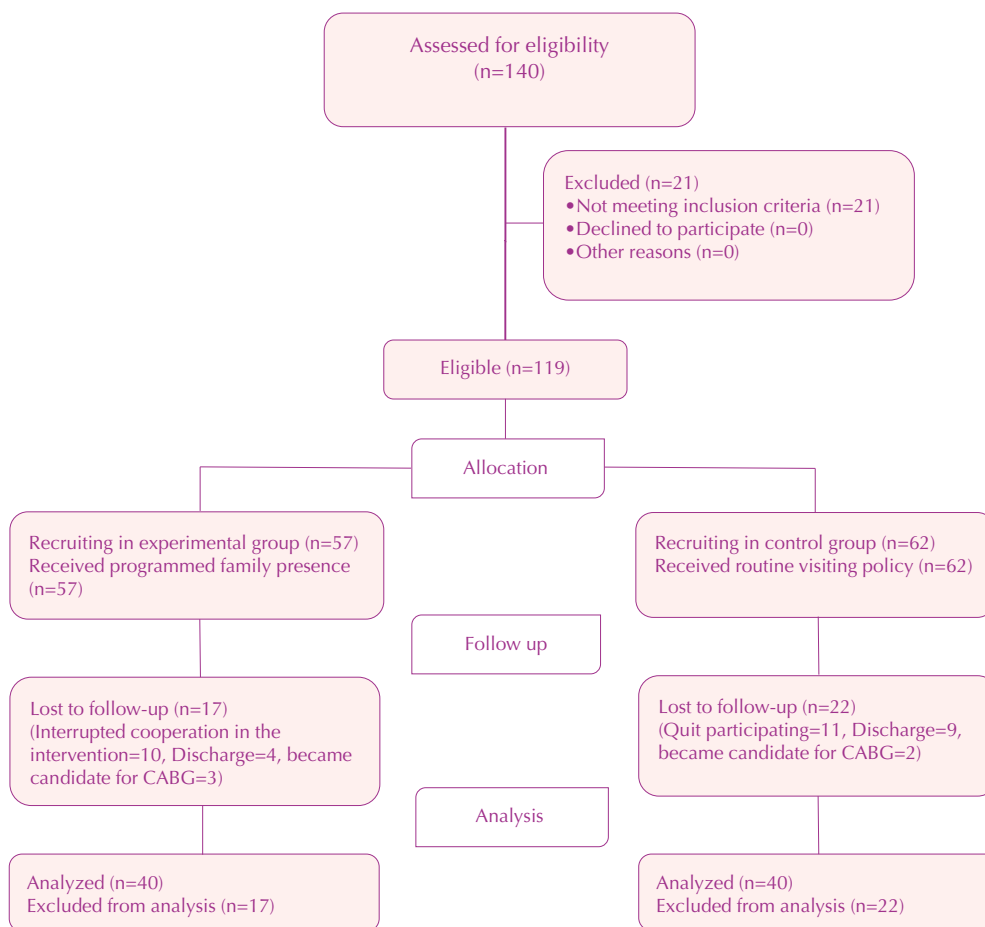 Assessed for eligibility
(n=140)
Excluded (n=21)
•Not meeting inclusion criteria (n=21)
•Declined to participate (n=0)
•Other reasons (n=0)
Eligible (n=119)
Allocation
Recruiting in experimental group (n=57)
Received programmed family presence
(n=57)
Recruiting in control group (n=62)
Received routine visiting policy (n=62)
Follow up
Lost to follow-up (n=17)
(Interrupted cooperation in the
intervention=10, Discharge=4, became
candidate for CABG=3)
Lost to follow-up (n=22)
(Quit participating=11, Discharge=9,
became candidate for CABG=2)
Analysis
Analyzed (n=40)
Excluded from analysis (n=17)
Analyzed (n=40)
Excluded from analysis (n=22)